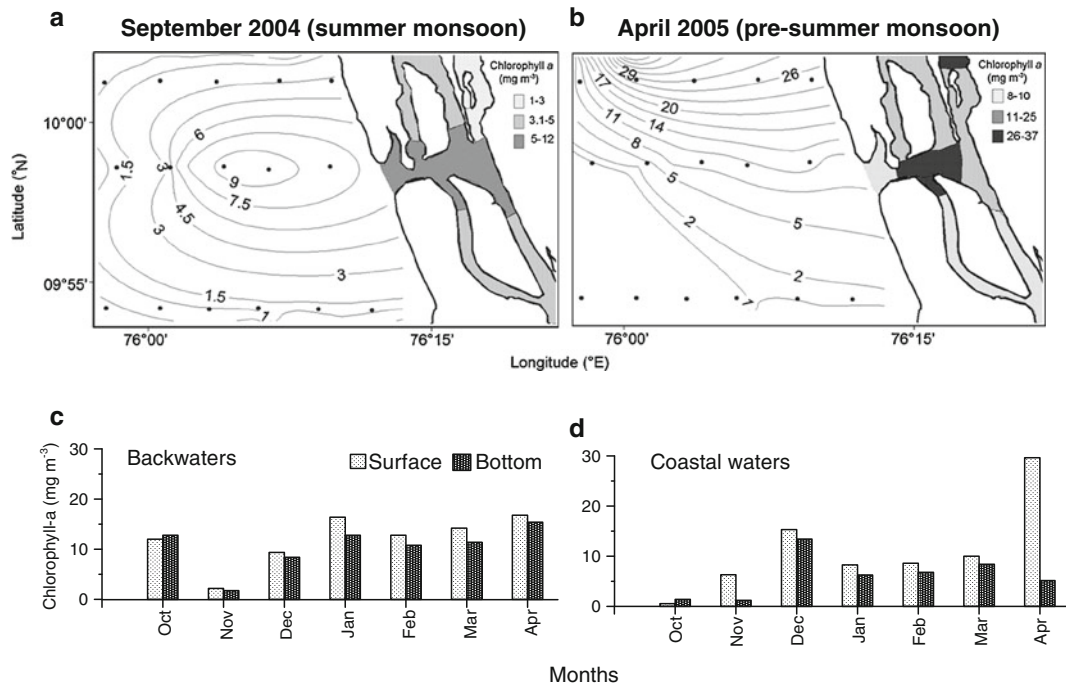 a September 2004 (summer monsoon)
Chlorophyll a
(mg m-3)
1-3
3.1-5
5-12
10°00'
09°55'
Latitude (°N)
6
3
1.5
9
7.5
4.5
3
3
1.5
1
76°00'
76°15'
b April 2005 (pre-summer monsoon)
Chlorophyll a
(mg m-3)
8-10
11-25
26-37
29
26
17
20
11
14
8
5
5
2
2
1
76°00'
76°15'
Longitude (°E)
c
Backwaters
Surface
Bottom
Chlorophyll-a (mg m-3)
30
20
10
0
Oct
Nov
Dec
Jan
Feb
Mar
Apr
d
Coastal waters
30
20
10
0
Oct
Nov
Dec
Jan
Feb
Mar
Apr
Months